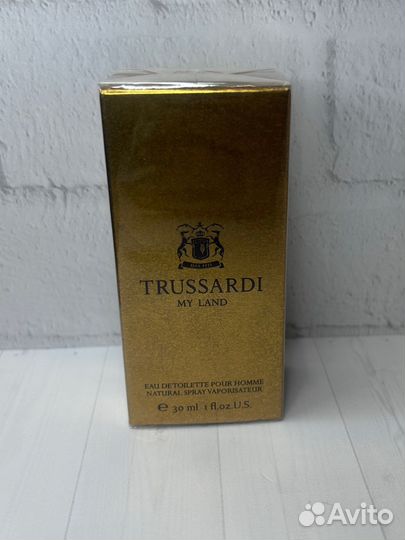 TRUSSARDI
MY LAND
EAU DE TOILETTE POUR HOMME
NATURAL SPRAY VAPORISATEUR
e 30 ml 1 fl.oz.U.S.
Avito